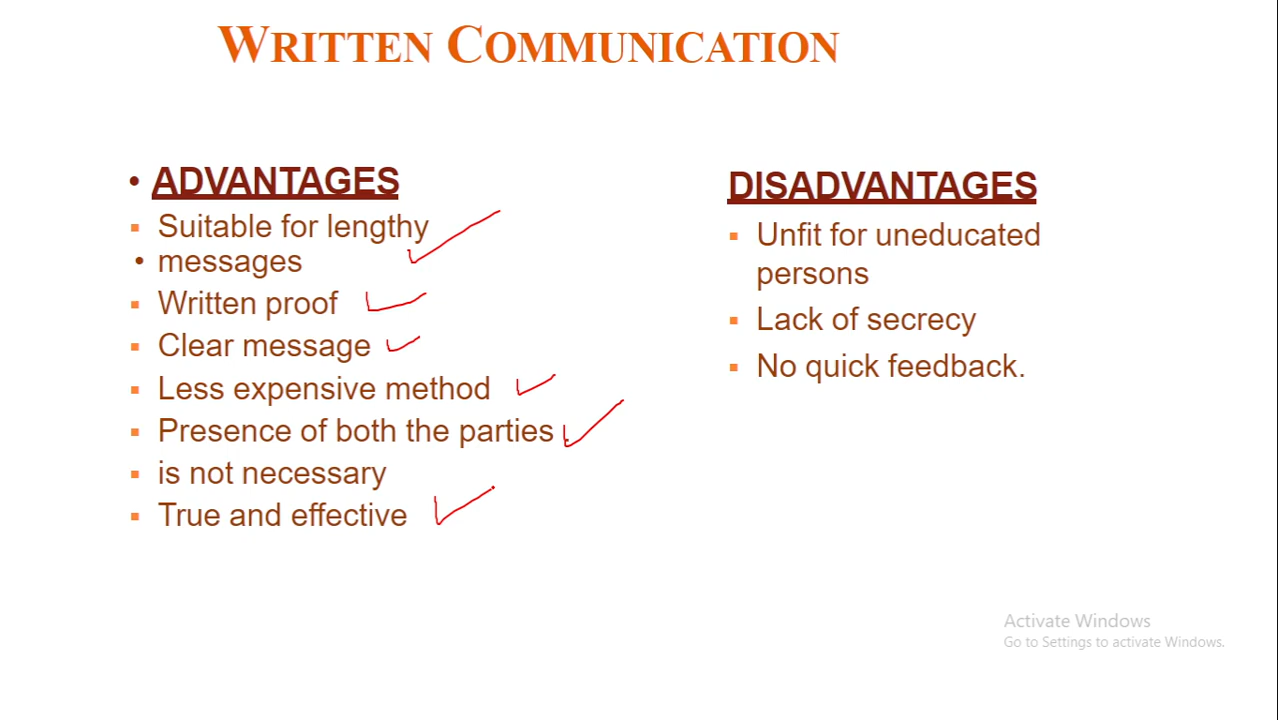 WRITTEN COMMUNICATION
• ADVANTAGES
▪ Suitable for lengthy
• messages
▪ Written proof
▪ Clear message
▪ Less expensive method
▪ Presence of both the parties
▪ is not necessary
▪ True and effective
DISADVANTAGES
▪ Unfit for uneducated
persons
▪ Lack of secrecy
▪ No quick feedback.
Activate Windows
Go to Settings to activate Windows.